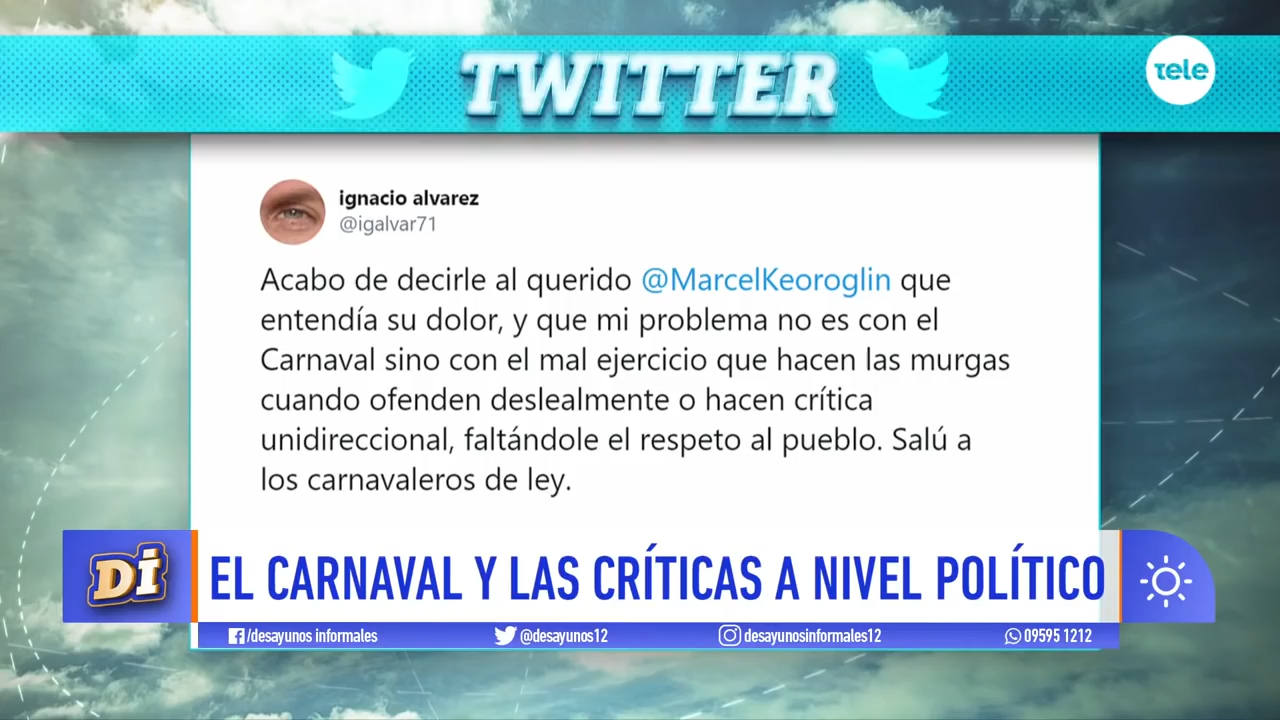 TWITTER
tele
ignacio alvarez
@igalvar71
Acabo de decirle al querido @MarcelKeoroglin que
entendía su dolor, y que mi problema no es con el
Carnaval sino con el mal ejercicio que hacen las murgas
cuando ofenden deslealmente o hacen crítica
unidireccional, faltándole el respeto al pueblo. Salú a
los carnavaleros de ley.
Di
EL CARNAVAL Y LAS CRÍTICAS A NIVEL POLÍTICO
/desayunos informales
@desayunos12
desayunosinformales12
09595 1212